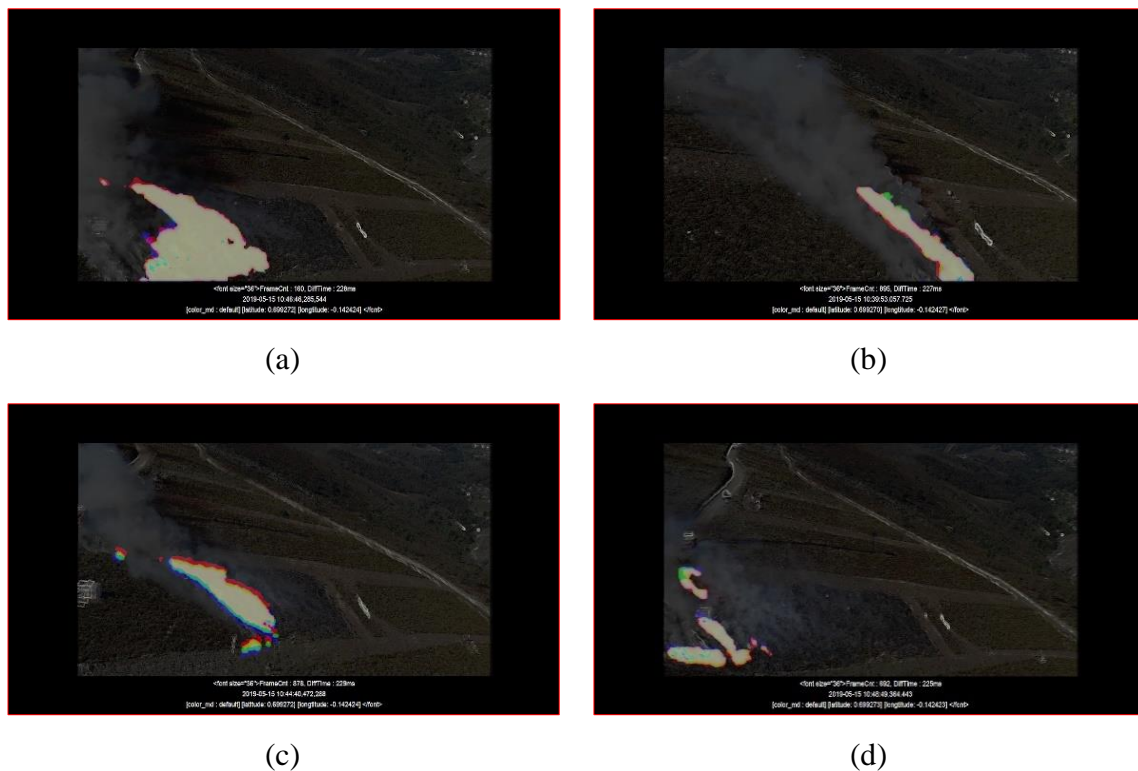 <font size="36">FrameCnt : 160, DiffTime : 228ms
2019-05-15 10:46:46,285,544
[color_md : default] [latitude: 0.699272] [longtitude: -0.142424] </font>
(a)
<font size="36">FrameCnt : 895, DiffTime : 227ms
2019-05-15 10:39:53,057,725
[color_md : default] [latitude: 0.699270] [longtitude: -0.142427] </font>
(b)
<font size="36">FrameCnt : 878, DiffTime : 229ms
2019-05-15 10:44:40,472,288
[color_md : default] [latitude: 0.699272] [longtitude: -0.142424] </font>
(c)
<font size="36">FrameCnt : 892, DiffTime : 225ms
2019-05-15 10:48:49,364,443
[color_md : default] [latitude: 0.699273] [longtitude: -0.142423] </font>
(d)